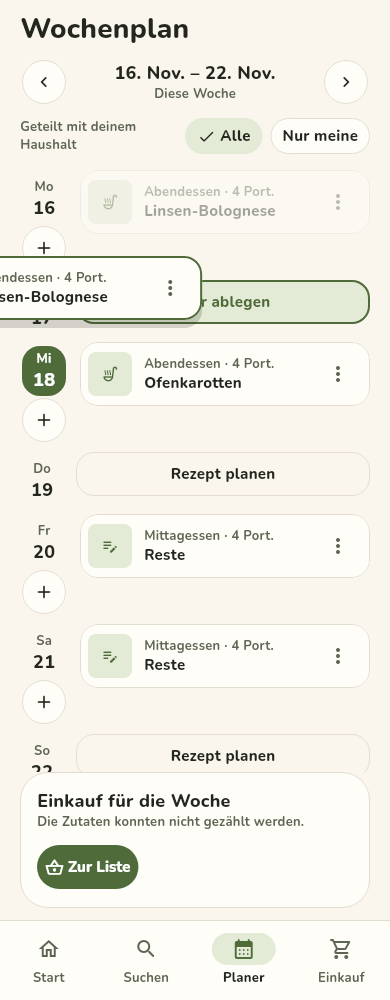 Wochenplan
16. Nov. – 22. Nov.
Diese Woche
Geteilt mit deinem
Haushalt
Alle
Nur meine
Mo
16
Abendessen · 4 Port.
Linsen-Bolognese
endessen · 4 Port.
sen-Bolognese
ablegen
17
Mi
18
Abendessen · 4 Port.
Ofenkarotten
Do
19
Rezept planen
Fr
20
Mittagessen · 4 Port.
Reste
Sa
21
Mittagessen · 4 Port.
Reste
So
22
Rezept planen
Einkauf für die Woche
Die Zutaten konnten nicht gezählt werden.
Zur Liste
Start
Suchen
Planer
Einkauf